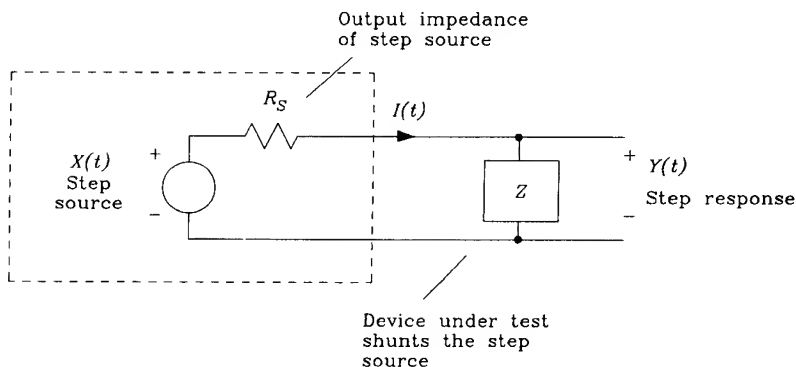 Output impedance
of step source
R_S
I(t)
X(t)
Step
source
+
−
Z
+
−
Y(t)
Step response
Device under test
shunts the step
source